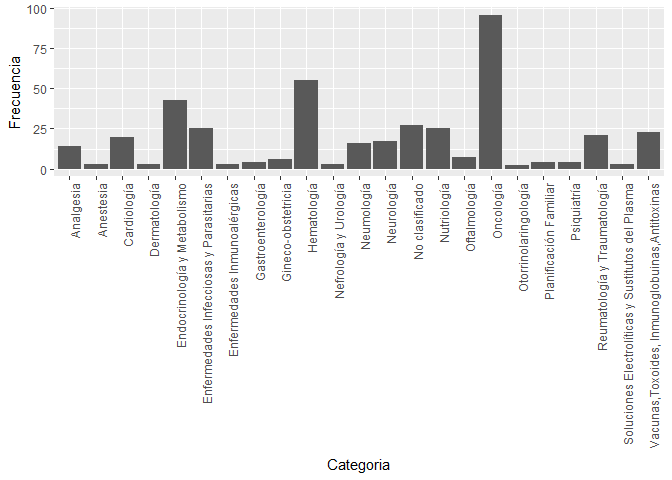 Frecuencia
100
75
50
25
0
Analgesia
Anestesia
Cardiología
Dermatología
Endocrinología y Metabolismo
Enfermedades Infecciosas y Parasitarias
Enfermedades Inmunoalérgicas
Gastroenterología
Gineco-obstetricia
Hematología
Nefrología y Urología
Neumología
Neurología
No clasificado
Nutriología
Oftalmología
Oncología
Otorrinolaringología
Planificación Familiar
Psiquiatría
Reumatología y Traumatología
Soluciones Electrolíticas y Sustitutos del Plasma
Vacunas,Toxoides, Inmunoglobuinas,Antitoxinas
Categoria